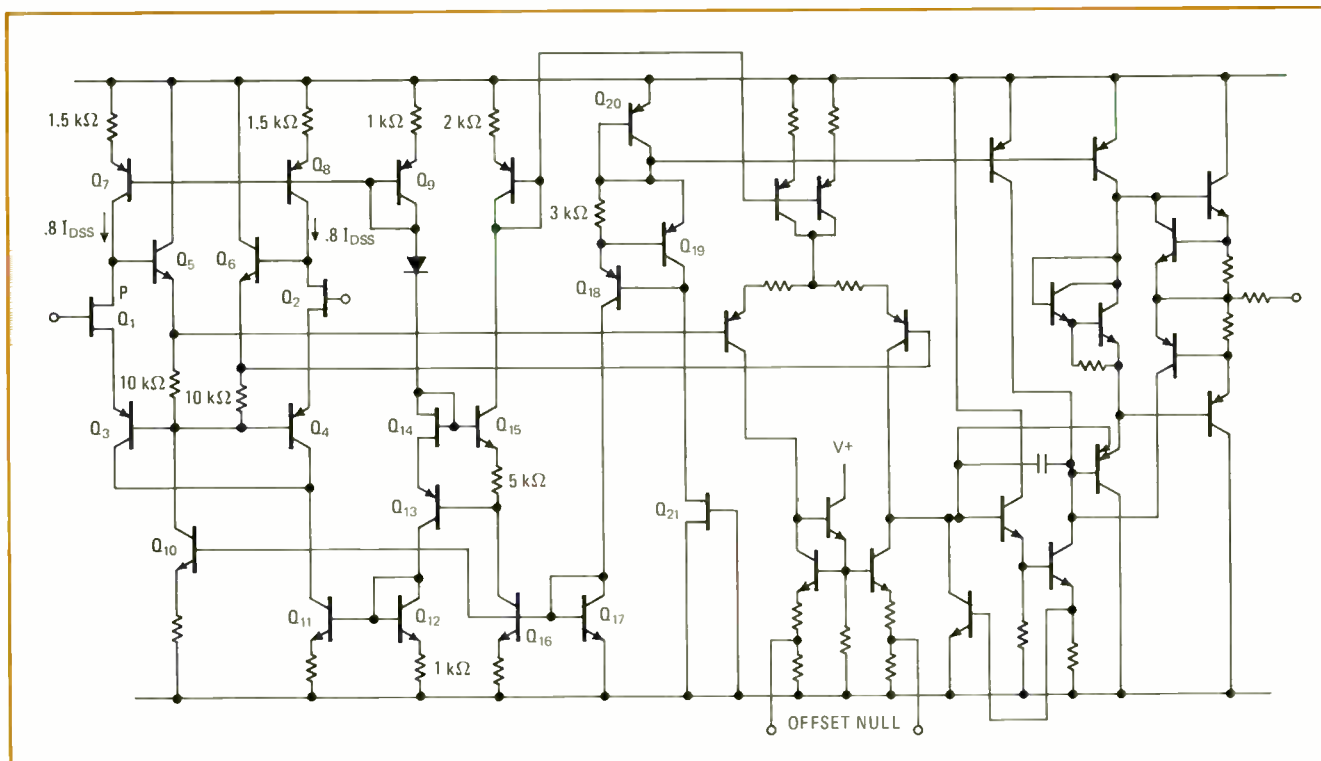 Q20
1.5 kΩ
1.5 kΩ
1 kΩ
2 kΩ
Q7
Q8
Q9
3 kΩ
Q19
.8 IDSS
.8 IDSS
Q5
Q6
Q18
P
Q1
Q2
10 kΩ
10 kΩ
Q3
Q4
Q14
Q15
V+
5 kΩ
Q13
Q21
Q10
Q11
Q12
Q16
Q17
1 kΩ
OFFSET NULL